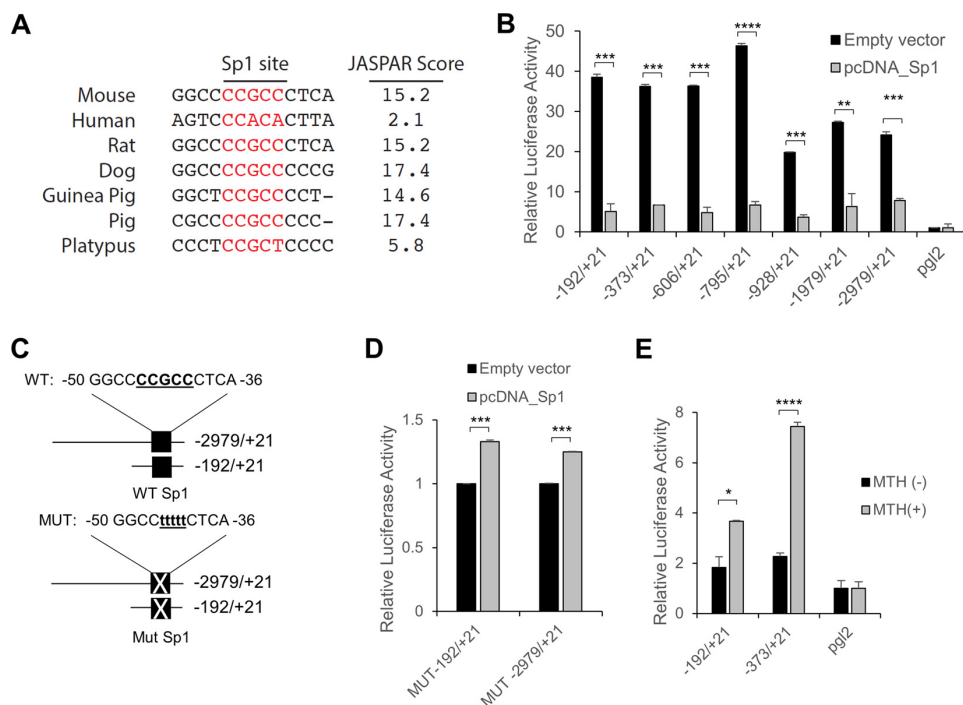 A
Sp1 site JASPAR Score
Mouse GGCCCCGCCCTCA 15.2
Human AGTCCCACACTTA 2.1
Rat GGCCCCGCCCTCA 15.2
Dog GGCCCCGCCCCCG 17.4
Guinea Pig GGCTCCGCCCCT- 14.6
Pig CGCCCCGCCCCC- 17.4
Platypus CCCTCCGCTCCCC 5.8
B
Relative Luciferase Activity
50
40
30
20
10
0
*** *** *** **** *** ** ***
Empty vector
pcDNA_Sp1
-192/+21
-373/+21
-606/+21
-795/+21
-928/+21
-1979/+21
-2979/+21
pgl2
C
WT: -50 GGCCCCGCCCTCA -36
-2979/+21
-192/+21
WT Sp1
MUT: -50 GGCCtttttCTCA -36
-2979/+21
-192/+21
Mut Sp1
D
Empty vector
pcDNA_Sp1
Relative Luciferase Activity
1.5
1
0.5
0
*** ***
MUT-192/+21
MUT -2979/+21
E
Relative Luciferase Activity
8
6
4
2
0
* ****
MTH (-)
MTH(+)
-192/+21
-373/+21
pgl2